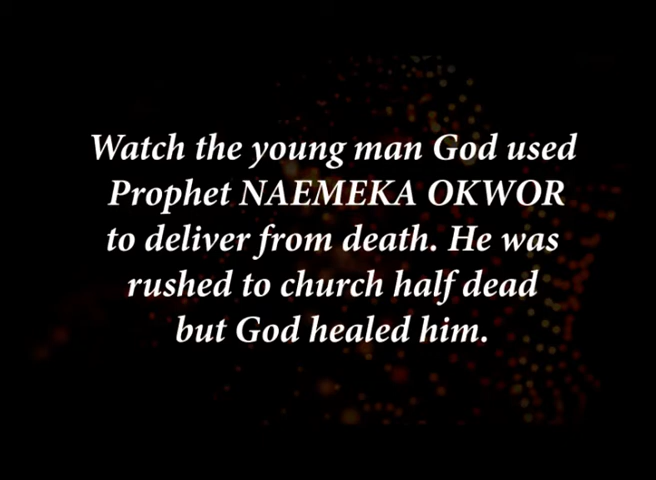 Watch the young man God used
Prophet NAEMEKA OKWOR
to deliver from death. He was
rushed to church half dead
but God healed him.